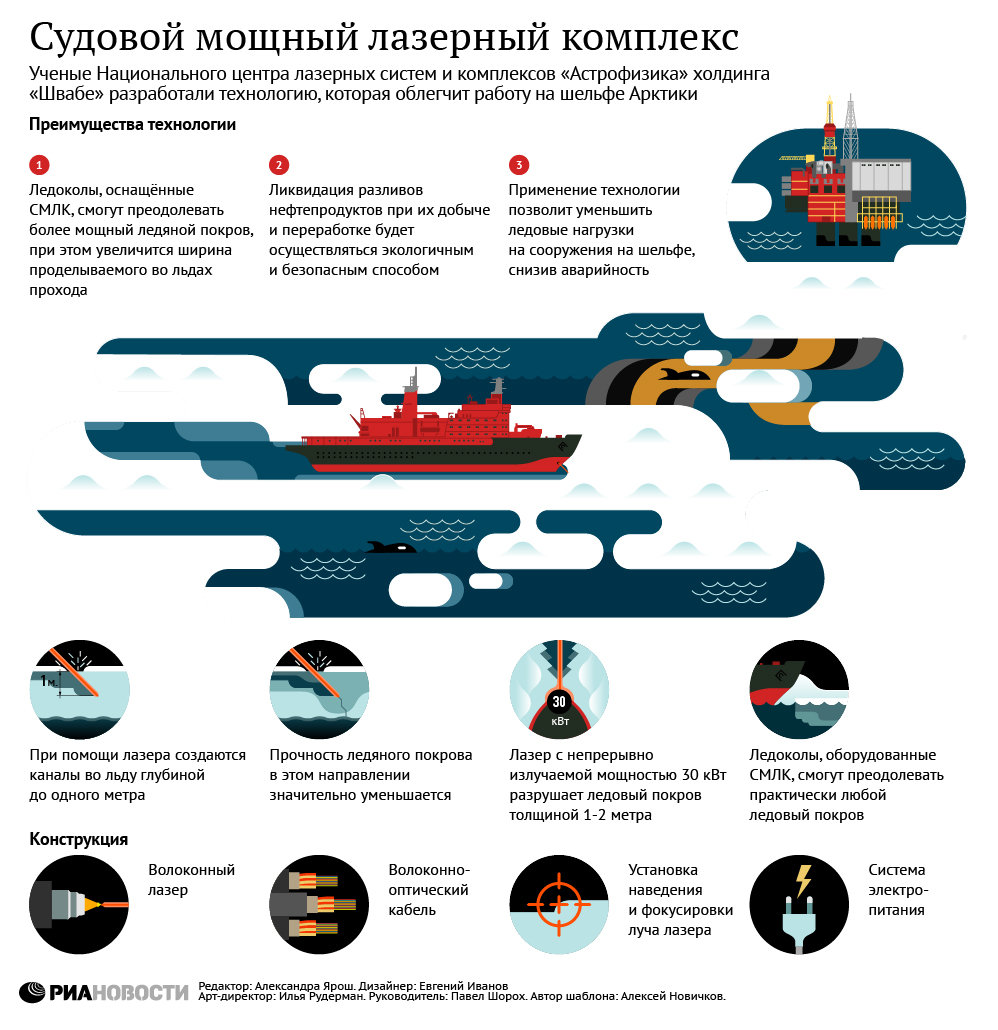 Судовой мощный лазерный комплекс
Ученые Национального центра лазерных систем и комплексов «Астрофизика» холдинга
«Швабе» разработали технологию, которая облегчит работу на шельфе Арктики
Преимущества технологии
1
Ледоколы, оснащённые
СМЛК, смогут преодолевать
более мощный ледяной покров,
при этом увеличится ширина
проделываемого во льдах
прохода
2
Ликвидация разливов
нефтепродуктов при их добыче
и переработке будет
осуществляться экологичным
и безопасным способом
3
Применение технологии
позволит уменьшить
ледовые нагрузки
на сооружения на шельфе,
снизив аварийность
1 м
При помощи лазера создаются
каналы во льду глубиной
до одного метра
Прочность ледяного покрова
в этом направлении
значительно уменьшается
30
кВт
Лазер с непрерывно
излучаемой мощностью 30 кВт
разрушает ледовый покров
толщиной 1-2 метра
Ледоколы, оборудованные
СМЛК, смогут преодолевать
практически любой
ледовый покров
Конструкция
Волоконный
лазер
Волоконно-
оптический
кабель
Установка
наведения
и фокусировки
луча лазера
Система
электро-
питания
РИАНОВОСТИ
Редактор: Александра Ярош. Дизайнер: Евгений Иванов
Арт-директор: Илья Рудерман. Руководитель: Павел Шорох. Автор шаблона: Алексей Новичков.